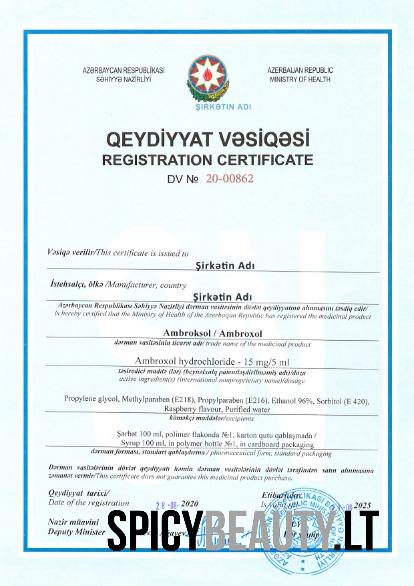 AZƏRBAYCAN RESPUBLİKASI
SƏHİYYƏ NAZİRLİYİ
AZERBAIJAN REPUBLIC
MINISTRY OF HEALTH
ŞİRKƏTİN ADI
QEYDİYYAT VƏSİQƏSİ
REGISTRATION CERTIFICATE
DV № 20-00862
Vəsiqə verilir/This certificate is issued to
Şirkətin Adı
İstehsalçı, ölkə /Manufacturer, country
Şirkətin Adı
Azərbaycan Respublikası Səhiyyə Nazirliyi dərman vasitəsinin dövlət qeydiyyatına alınmasını təsdiq edir/
Is hereby certified that the Ministry of Health of the Azerbaijan Republic has registered the medicinal product
Ambroksol / Ambroxol
dərman vasitəsinin ticarət adı/ trade name of the medicinal product
Ambroxol hydrochloride - 15 mg/5 ml
təsiredici maddə (lər) (beynəlxalq patentləşdirilməmiş adı)/doza
active ingredient(s) (international nonproprietary name)/dosage
Propylene glycol, Methylparaben (E218), Propylparaben (E216), Ethanol 96%, Sorbitol (E 420),
Raspberry flavour, Purified water
köməkçi maddələr/excipients
Şərbət 100 ml, polimer flakonda №1, karton qutu qablaşmada /
Syrup 100 ml, in polymer bottle №1, in cardboard packaging
dərman forması, standart qablaşdırma / pharmaceutical form, standard packaging
Dərman vasitələrinin dövlət qeydiyyatı həmin dərman vasitələrinin dövlət tərəfindən satın alınmasına
zəmanət vermir/This certificate does not guarantee this medicinal product purchase.
Qeydiyyat tarixi/
Date of the registration
2020
2025
Nazir müavini
Deputy Minister
SPICYBEAUTY.LT